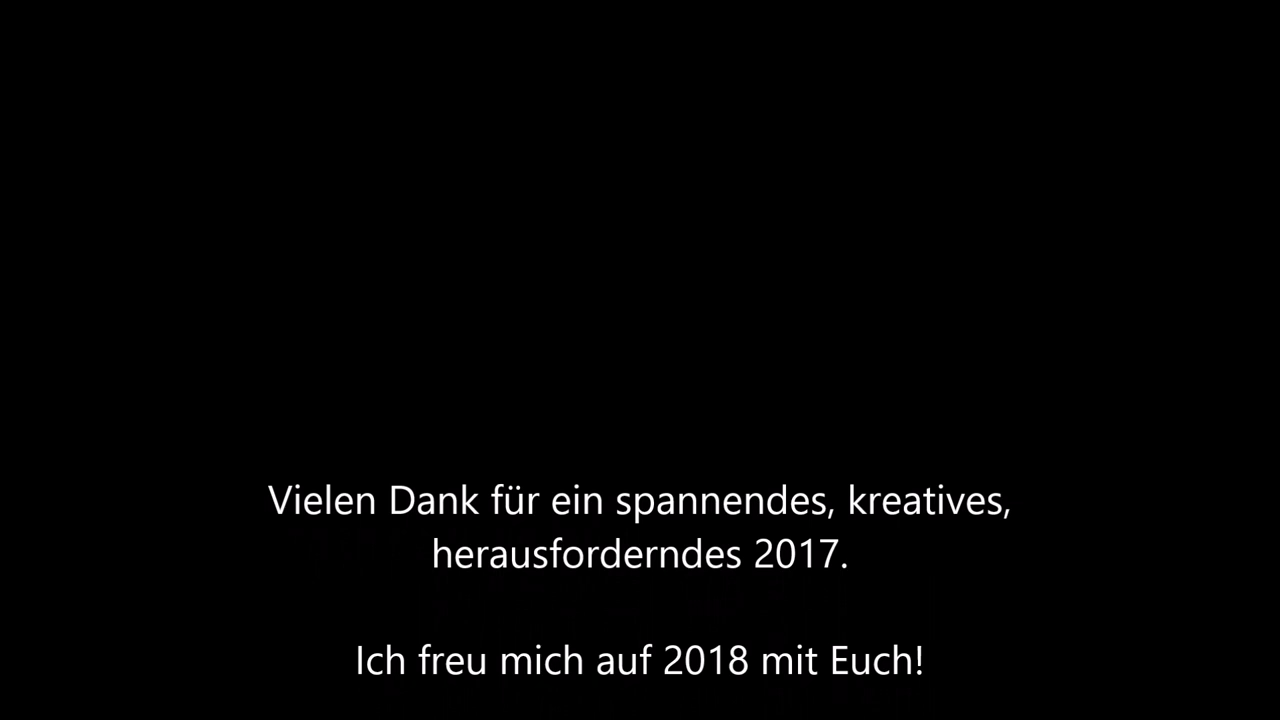 Vielen Dank für ein spannendes, kreatives,
herausforderndes 2017.
Ich freu mich auf 2018 mit Euch!